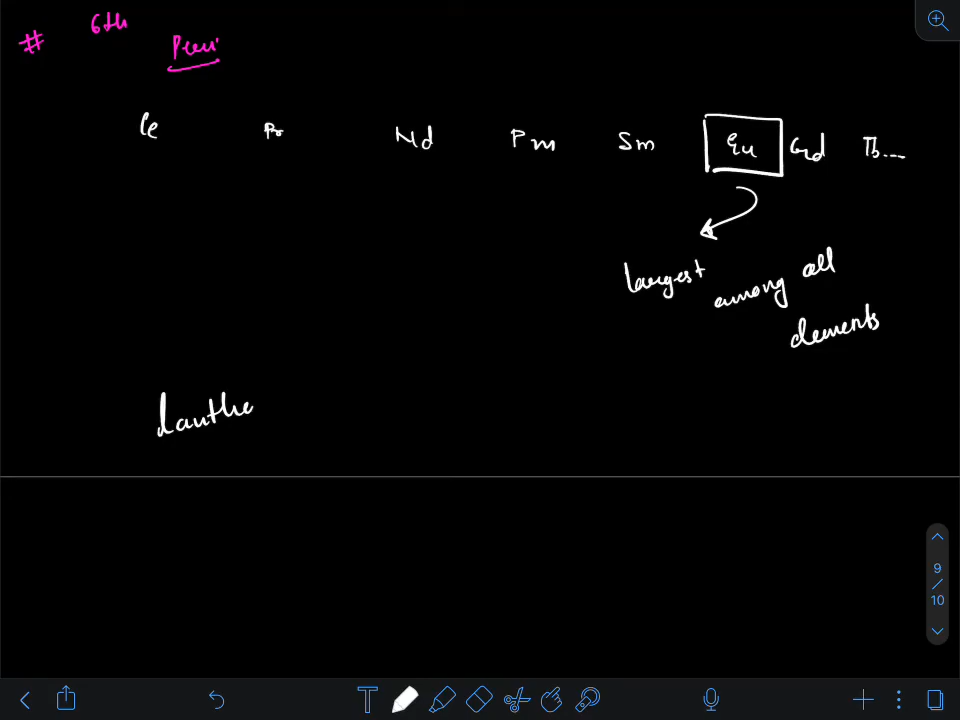 # 6th
Peri
Ce Pr Nd Pm Sm Eu Gd Tb...
largest among all
elements
Lanthe
9
/
10